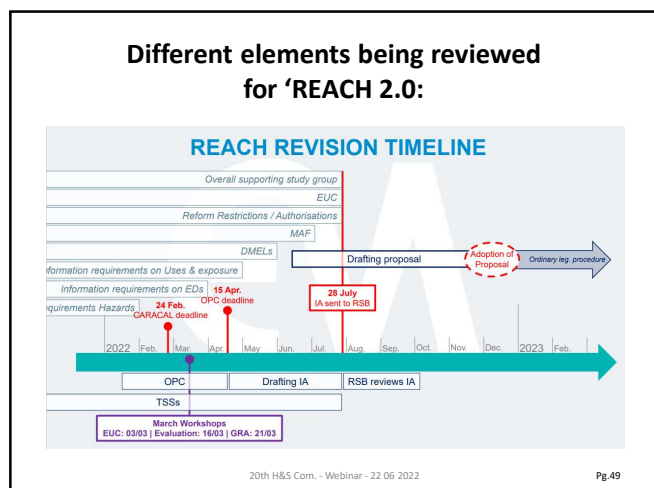 Different elements being reviewed
for ‘REACH 2.0:
REACH REVISION TIMELINE
Overall supporting study group
EUC
Reform Restrictions / Authorisations
MAF
DMELs
Drafting proposal
Adoption of
Proposal
Ordinary leg. procedure
nformation requirements on Uses & exposure
Information requirements on EDs
equirements Hazards
24 Feb.
CARACAL deadline
15 Apr.
OPC deadline
28 July
IA sent to RSB
2022 Feb. Mar. Apr. May Jun. Jul. Aug. Sep. Oct. Nov. Dec. 2023 Feb.
OPC Drafting IA RSB reviews IA
TSSs
March Workshops
EUC: 03/03 | Evaluation: 16/03 | GRA: 21/03
20th H&S Com. - Webinar - 22 06 2022 Pg.49